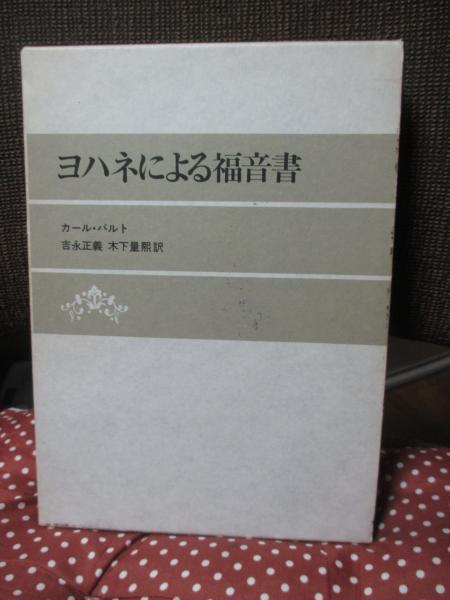 ヨハネによる福音書
カール・バルト
吉永正義 木下量熙訳